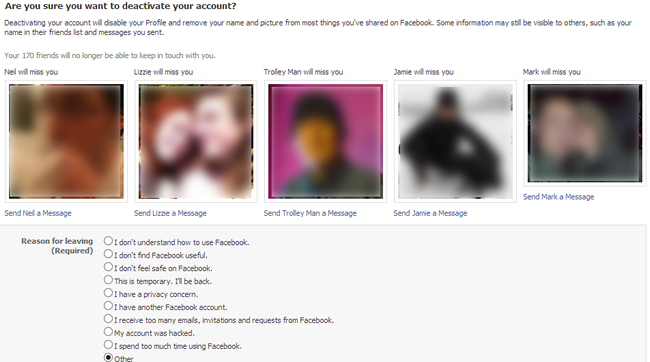 Are you sure you want to deactivate your account?
Deactivating your account will disable your Profile and remove your name and picture from most things you've shared on Facebook. Some information may still be visible to others, such as
your name in their friends list and messages you sent.
Your 170 friends will no longer be able to keep in touch with you.
Neil will miss you
Lizzie will miss you
Trolley Man will miss you
Jamie will miss you
Mark will miss you
Send Neil a Message
Send Lizzie a Message
Send Trolley Man a Message
Send Jamie a Message
Send Mark a Message
Reason for leaving
(Required)
I don't understand how to use Facebook.
I don't find Facebook useful.
I don't feel safe on Facebook.
This is temporary. I'll be back.
I have a privacy concern.
I have another Facebook account.
I receive too many emails, invitations and requests from Facebook.
My account was hacked.
I spend too much time using Facebook.
Other